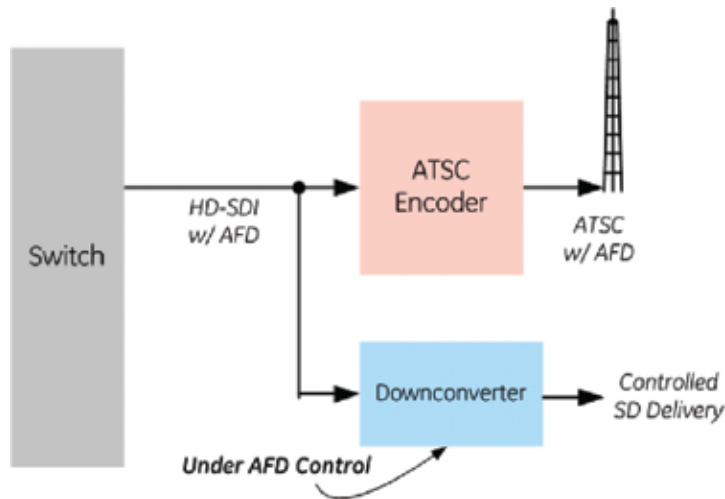 Switch
HD-SDI
w/ AFD
ATSC
Encoder
ATSC
w/ AFD
Downconverter
Controlled
SD Delivery
Under AFD Control